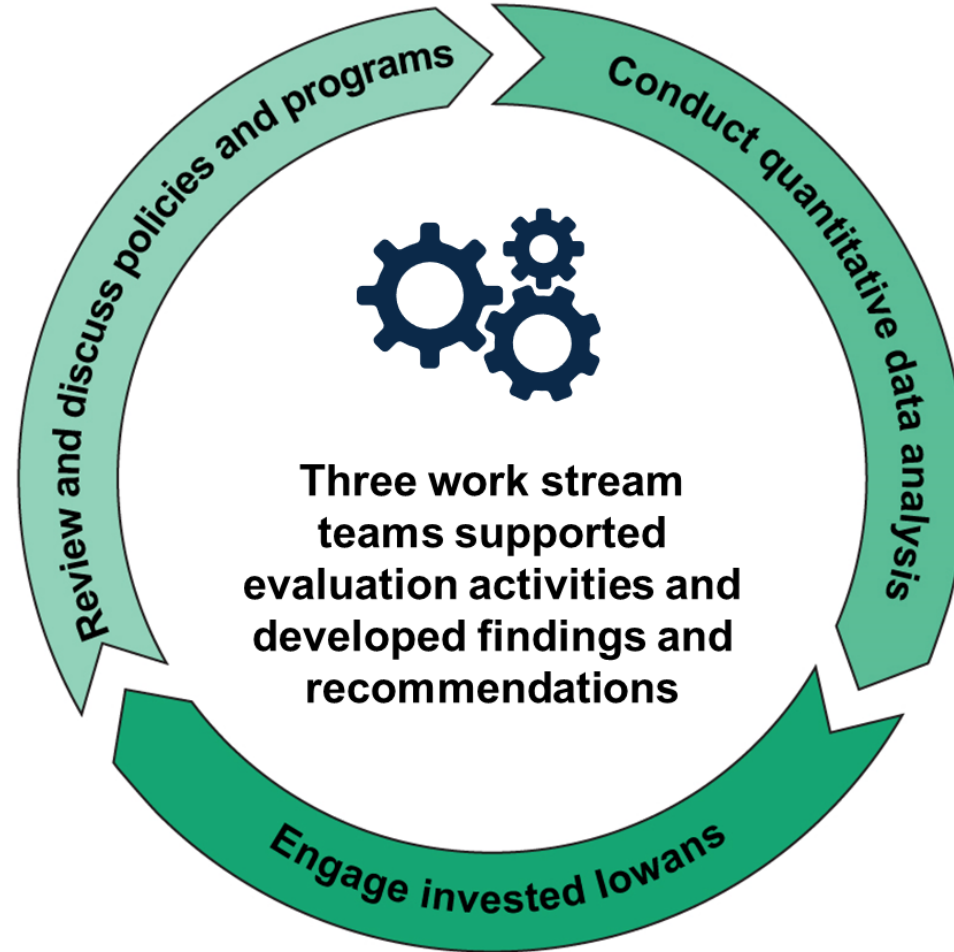 Review and discuss policies and programs
Conduct quantitative data analysis
Three work stream
teams supported
evaluation activities and
developed findings and
recommendations
Engage invested Iowans